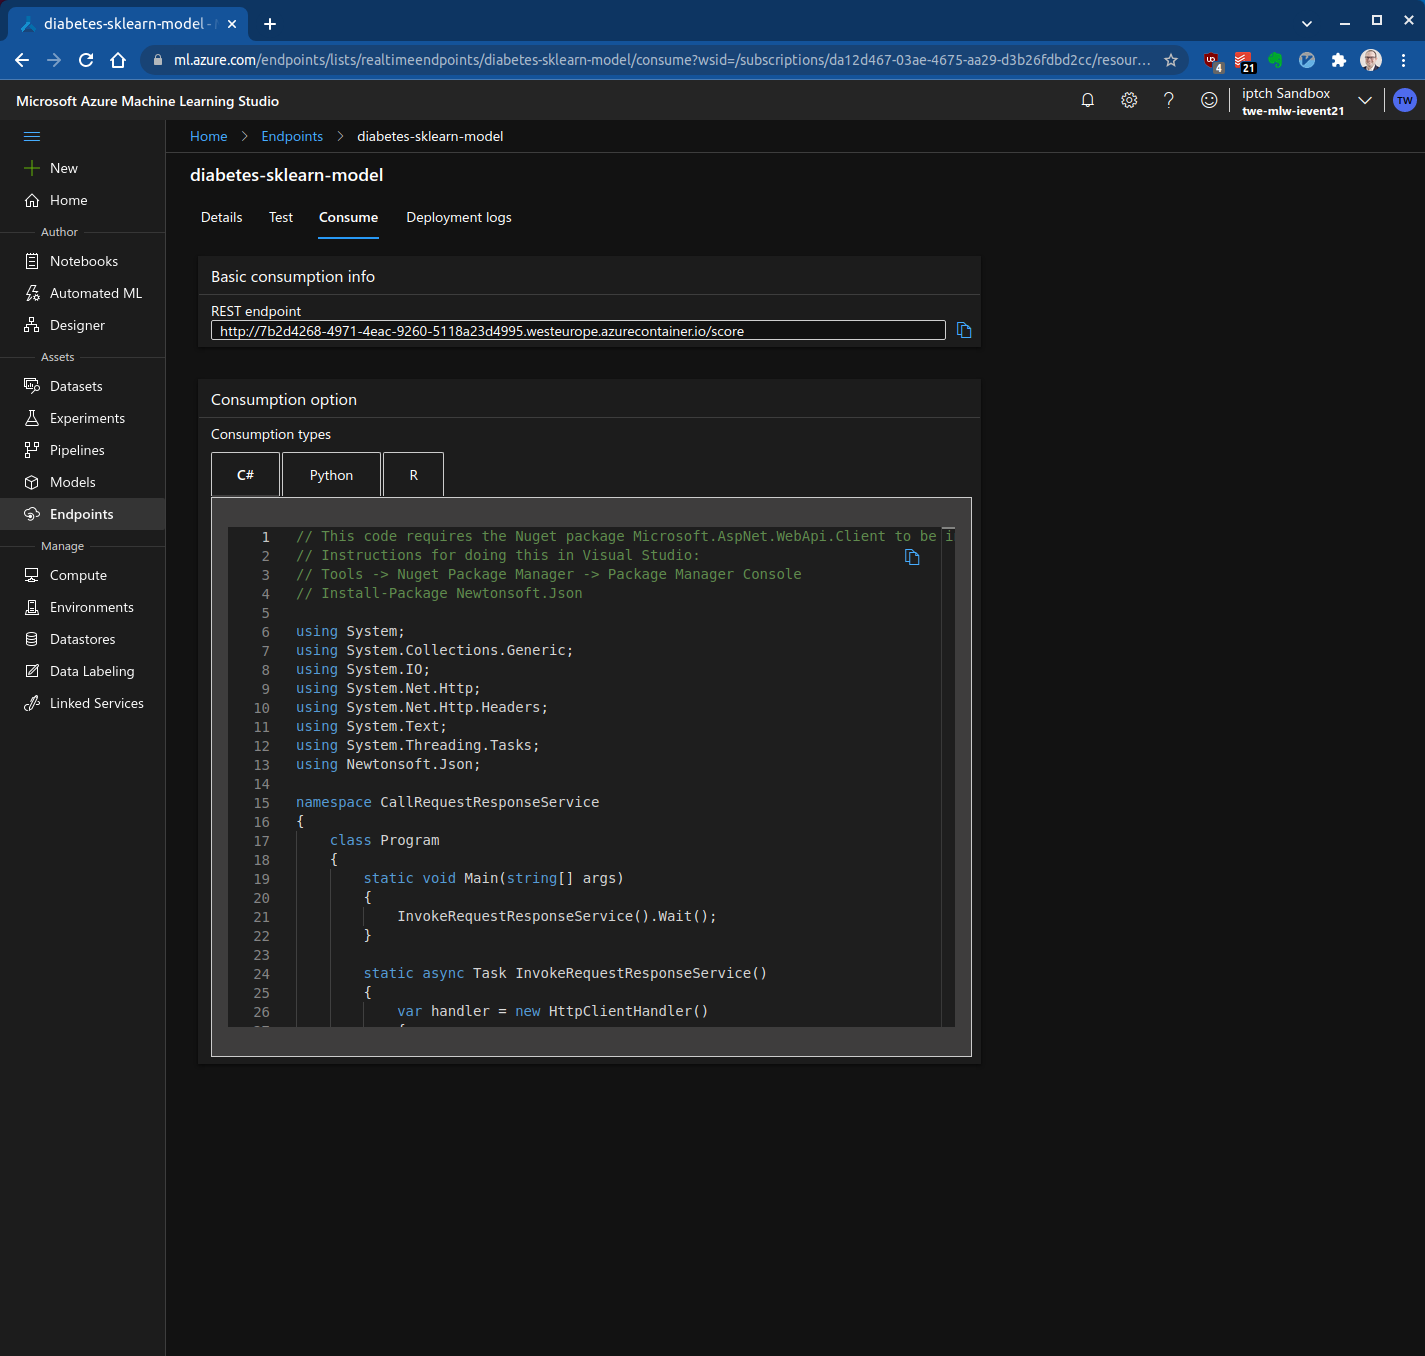 diabetes-sklearn-model -
ml.azure.com/endpoints/lists/realtimeendpoints/diabetes-sklearn-model/consume?wsid=/subscriptions/da12d467-03ae-4675-aa29-d3b26fdbd2cc/resour...
4
21
Microsoft Azure Machine Learning Studio
iptch Sandbox
twe-mlw-ievent21
TW
Home > Endpoints > diabetes-sklearn-model
New
Home
Author
Notebooks
Automated ML
Designer
Assets
Datasets
Experiments
Pipelines
Models
Endpoints
Manage
Compute
Environments
Datastores
Data Labeling
Linked Services
diabetes-sklearn-model
Details Test Consume Deployment logs
Basic consumption info
REST endpoint
http://7b2d4268-4971-4eac-9260-5118a23d4995.westeurope.azurecontainer.io/score
Consumption option
Consumption types
C# Python R
1 // This code requires the Nuget package Microsoft.AspNet.WebApi.Client to be i
2 // Instructions for doing this in Visual Studio:
3 // Tools -> Nuget Package Manager -> Package Manager Console
4 // Install-Package Newtonsoft.Json
5
6 using System;
7 using System.Collections.Generic;
8 using System.IO;
9 using System.Net.Http;
10 using System.Net.Http.Headers;
11 using System.Text;
12 using System.Threading.Tasks;
13 using Newtonsoft.Json;
14
15 namespace CallRequestResponseService
16 {
17 class Program
18 {
19 static void Main(string[] args)
20 {
21 InvokeRequestResponseService().Wait();
22 }
23
24 static async Task InvokeRequestResponseService()
25 {
26 var handler = new HttpClientHandler()